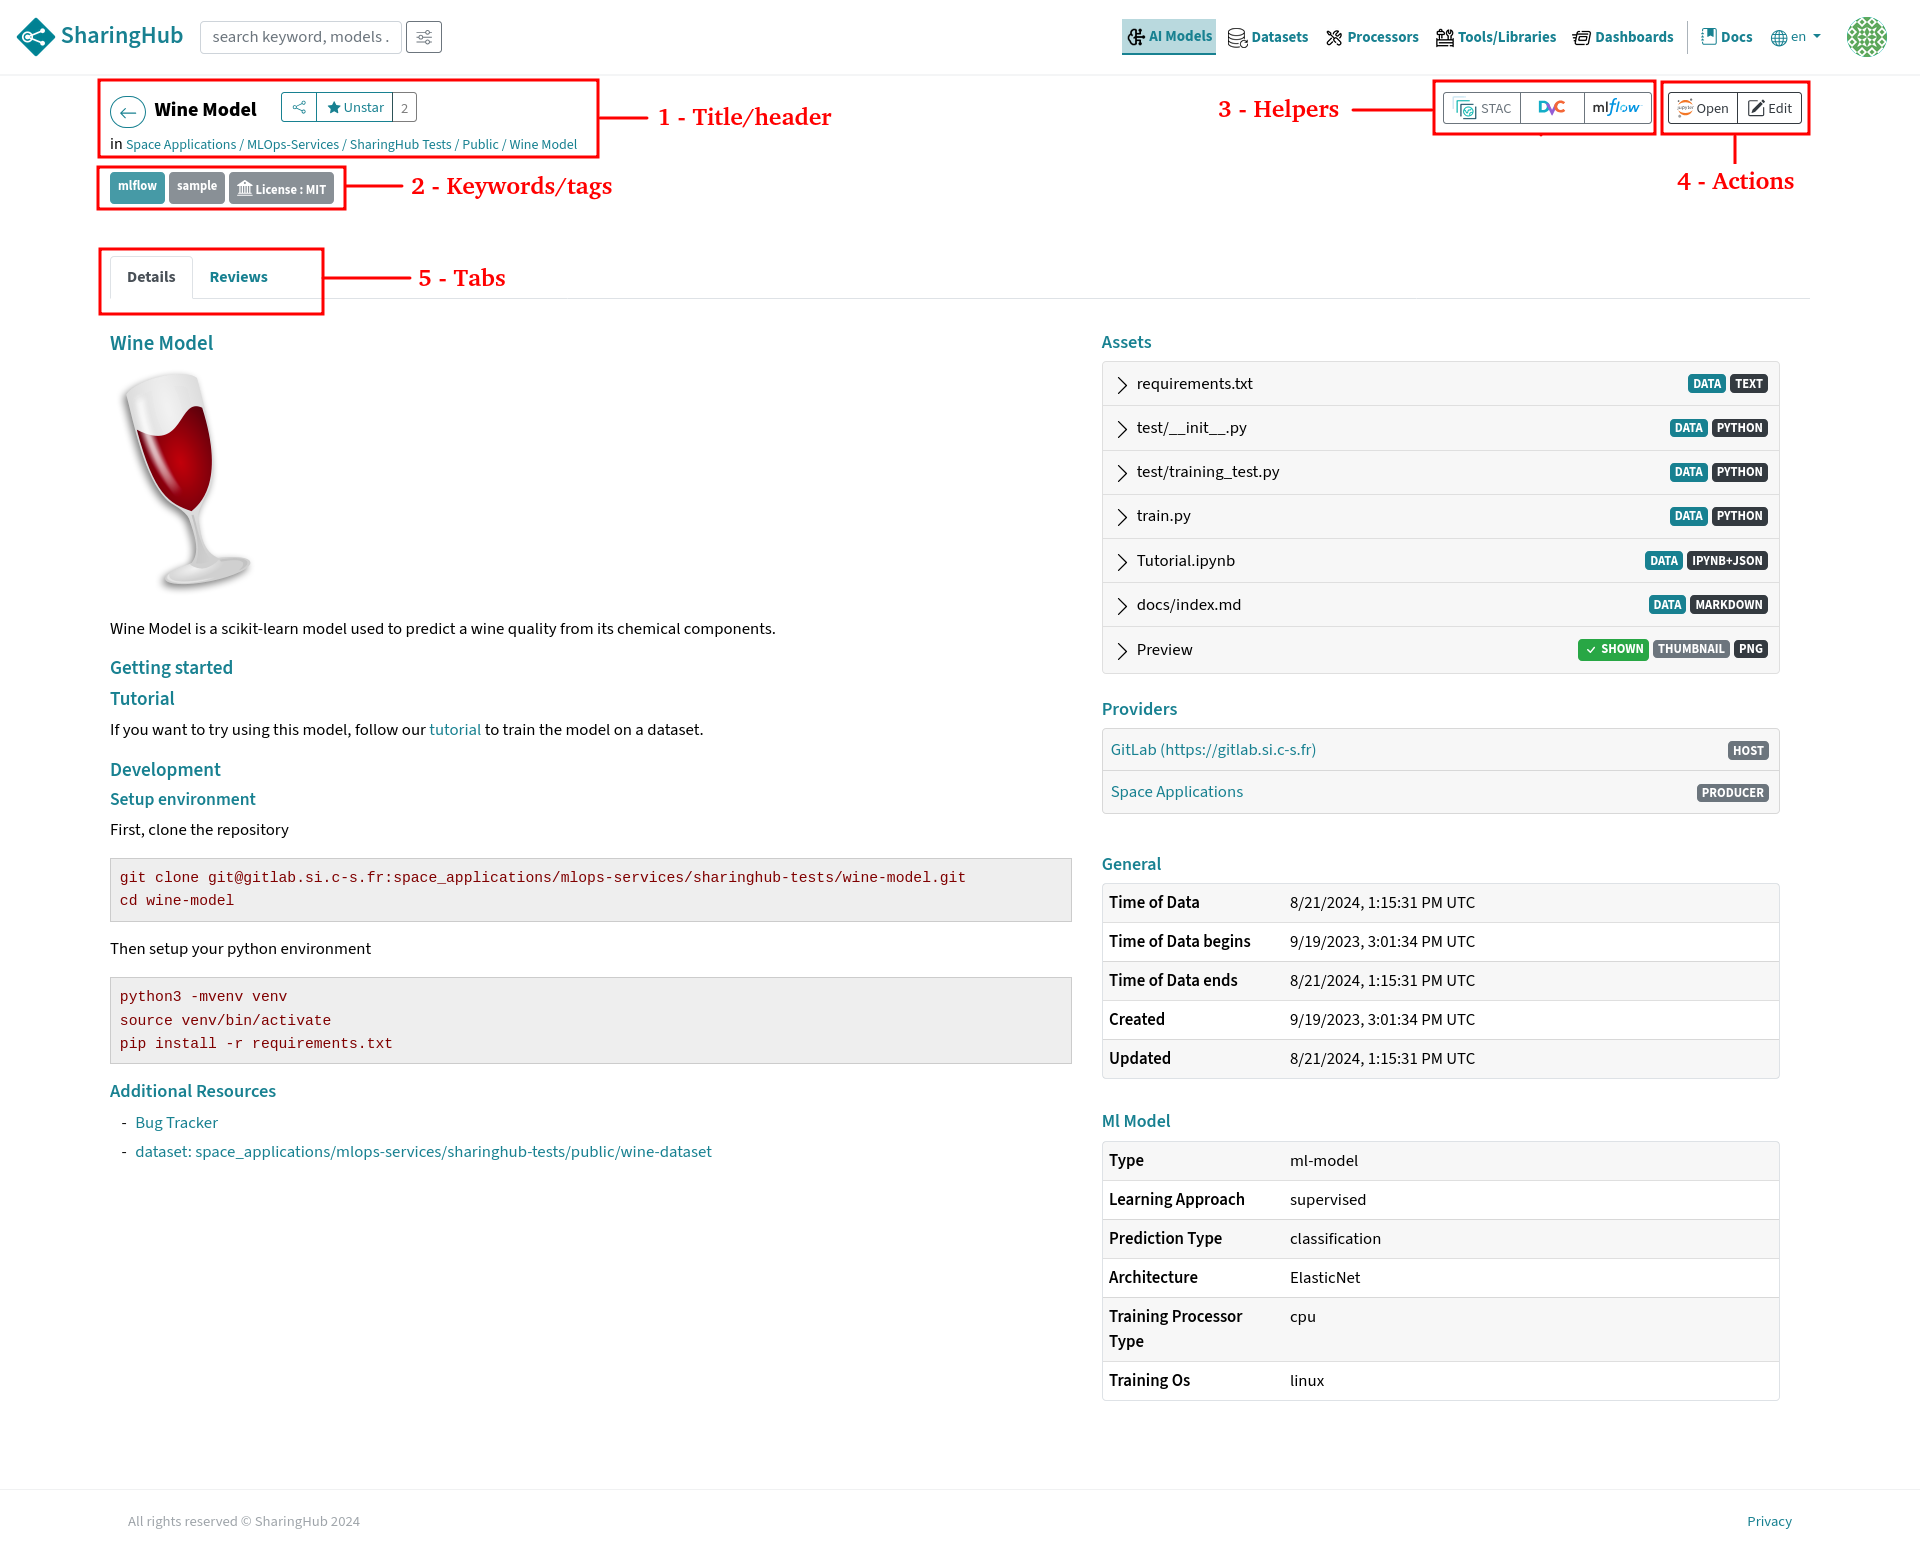 SharingHub
search keyword, models .
AI Models
Datasets
Processors
Tools/Libraries
Dashboards
Docs
en
Wine Model
Unstar
2
in Space Applications / MLOps-Services / SharingHub Tests / Public / Wine Model
1 - Title/header
3 - Helpers
STAC
DVC
mlflow
Open
Edit
4 - Actions
mlflow
sample
License : MIT
2 - Keywords/tags
Details
Reviews
5 - Tabs
Wine Model
Wine Model is a scikit-learn model used to predict a wine quality from its chemical components.
Getting started
Tutorial
If you want to try using this model, follow our tutorial to train the model on a dataset.
Development
Setup environment
First, clone the repository
git clone git@gitlab.si.c-s.fr:space_applications/mlops-services/sharinghub-tests/wine-model.git
cd wine-model
Then setup your python environment
python3 -mvenv venv
source venv/bin/activate
pip install -r requirements.txt
Additional Resources
- Bug Tracker
- dataset: space_applications/mlops-services/sharinghub-tests/public/wine-dataset
Assets
requirements.txt DATA TEXT
test/__init__.py DATA PYTHON
test/training_test.py DATA PYTHON
train.py DATA PYTHON
Tutorial.ipynb DATA IPYNB+JSON
docs/index.md DATA MARKDOWN
Preview SHOWN THUMBNAIL PNG
Providers
GitLab (https://gitlab.si.c-s.fr) HOST
Space Applications PRODUCER
General
Time of Data 8/21/2024, 1:15:31 PM UTC
Time of Data begins 9/19/2023, 3:01:34 PM UTC
Time of Data ends 8/21/2024, 1:15:31 PM UTC
Created 9/19/2023, 3:01:34 PM UTC
Updated 8/21/2024, 1:15:31 PM UTC
Ml Model
Type ml-model
Learning Approach supervised
Prediction Type classification
Architecture ElasticNet
Training Processor cpu
Type
Training Os linux
All rights reserved © SharingHub 2024
Privacy